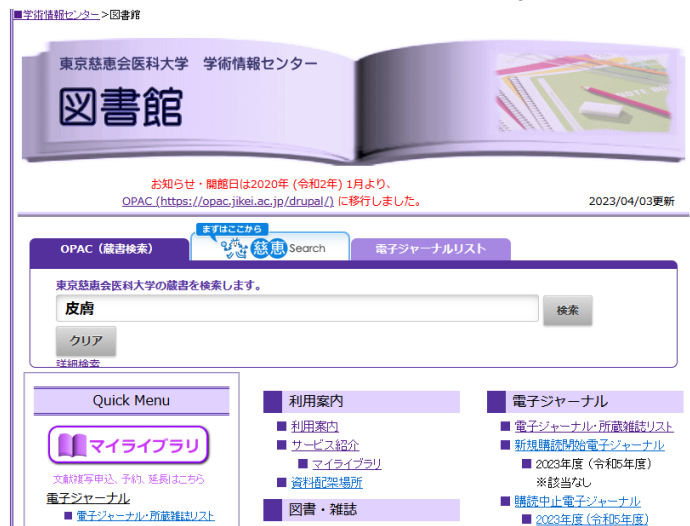 ■学術情報センター>図書館
東京慈恵会医科大学 学術情報センター
図書館
NOTE BO
お知らせ・開館日は2020年 (令和2年) 1月より、
OPAC (https://opac.jikei.ac.jp/drupal/) に移行しました。
2023/04/03更新
まずはここから
OPAC（蔵書検索）
慈恵 Search
電子ジャーナルリスト
東京慈恵会医科大学の蔵書を検索します。
皮膚
検索
クリア
詳細検索
Quick Menu
マイライブラリ
文献複写申込、予約、延長はこちら
電子ジャーナル
■ 電子ジャーナル・所蔵雑誌リスト
利用案内
■ 利用案内
■ サービス紹介
■ マイライブラリ
■ 資料配架場所
図書・雑誌
電子ジャーナル
■ 電子ジャーナル・所蔵雑誌リスト
■ 新規購読開始電子ジャーナル
■ 2023年度（令和5年度）
※該当なし
■ 購読中止電子ジャーナル
■ 2023年度（令和5年度）